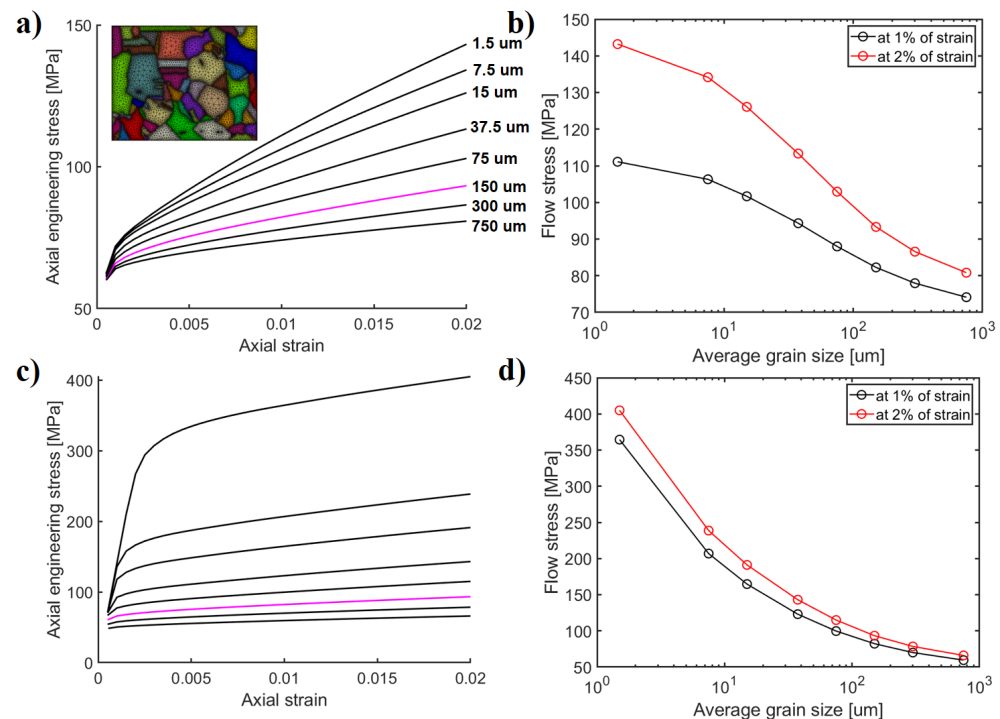 a)
150
100
50
Axial engineering stress [MPa]
1.5 um
7.5 um
15 um
37.5 um
75 um
150 um
300 um
750 um
0
0.005
0.01
0.015
0.02
Axial strain
b)
150
140
130
120
110
100
90
80
70
Flow stress [MPa]
at 1% of strain
at 2% of strain
10^0
10^1
10^2
10^3
Average grain size [um]
c)
400
300
200
100
0
Axial engineering stress [MPa]
0
0.005
0.01
0.015
0.02
Axial strain
d)
450
400
350
300
250
200
150
100
50
Flow stress [MPa]
at 1% of strain
at 2% of strain
10^0
10^1
10^2
10^3
Average grain size [um]